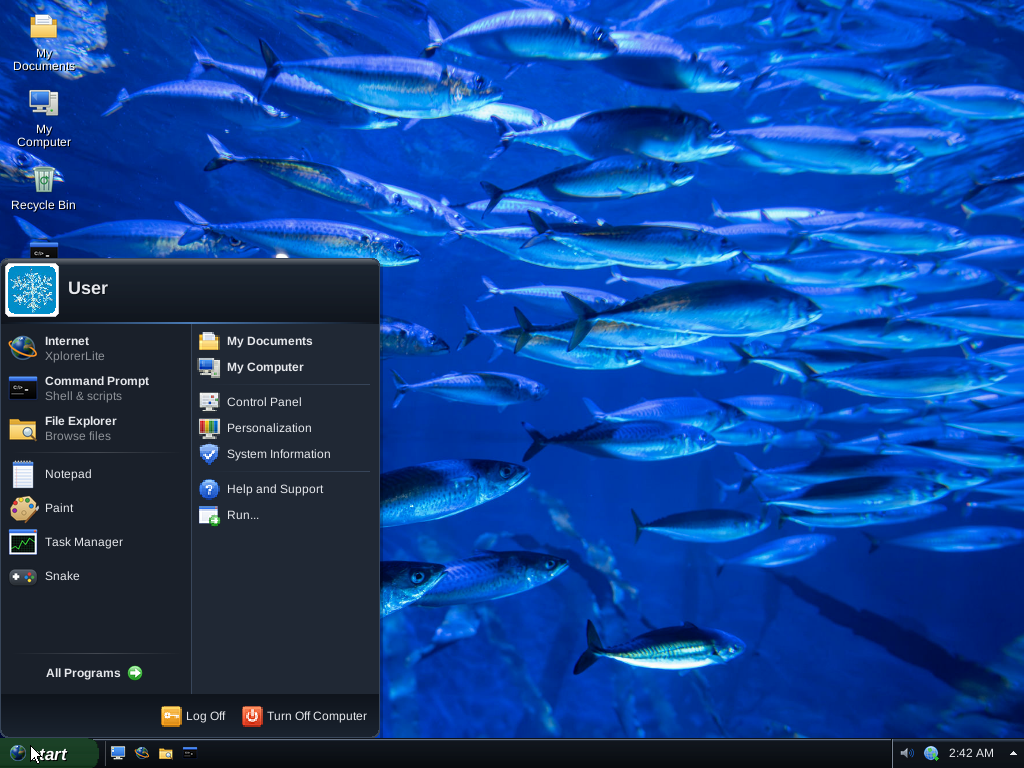 My
Documents
My
Computer
Recycle Bin
User
Internet
XplorerLite
Command Prompt
Shell & scripts
File Explorer
Browse files
Notepad
Paint
Task Manager
Snake
All Programs
My Documents
My Computer
Control Panel
Personalization
System Information
Help and Support
Run...
Log Off
Turn Off Computer
Start
2:42 AM